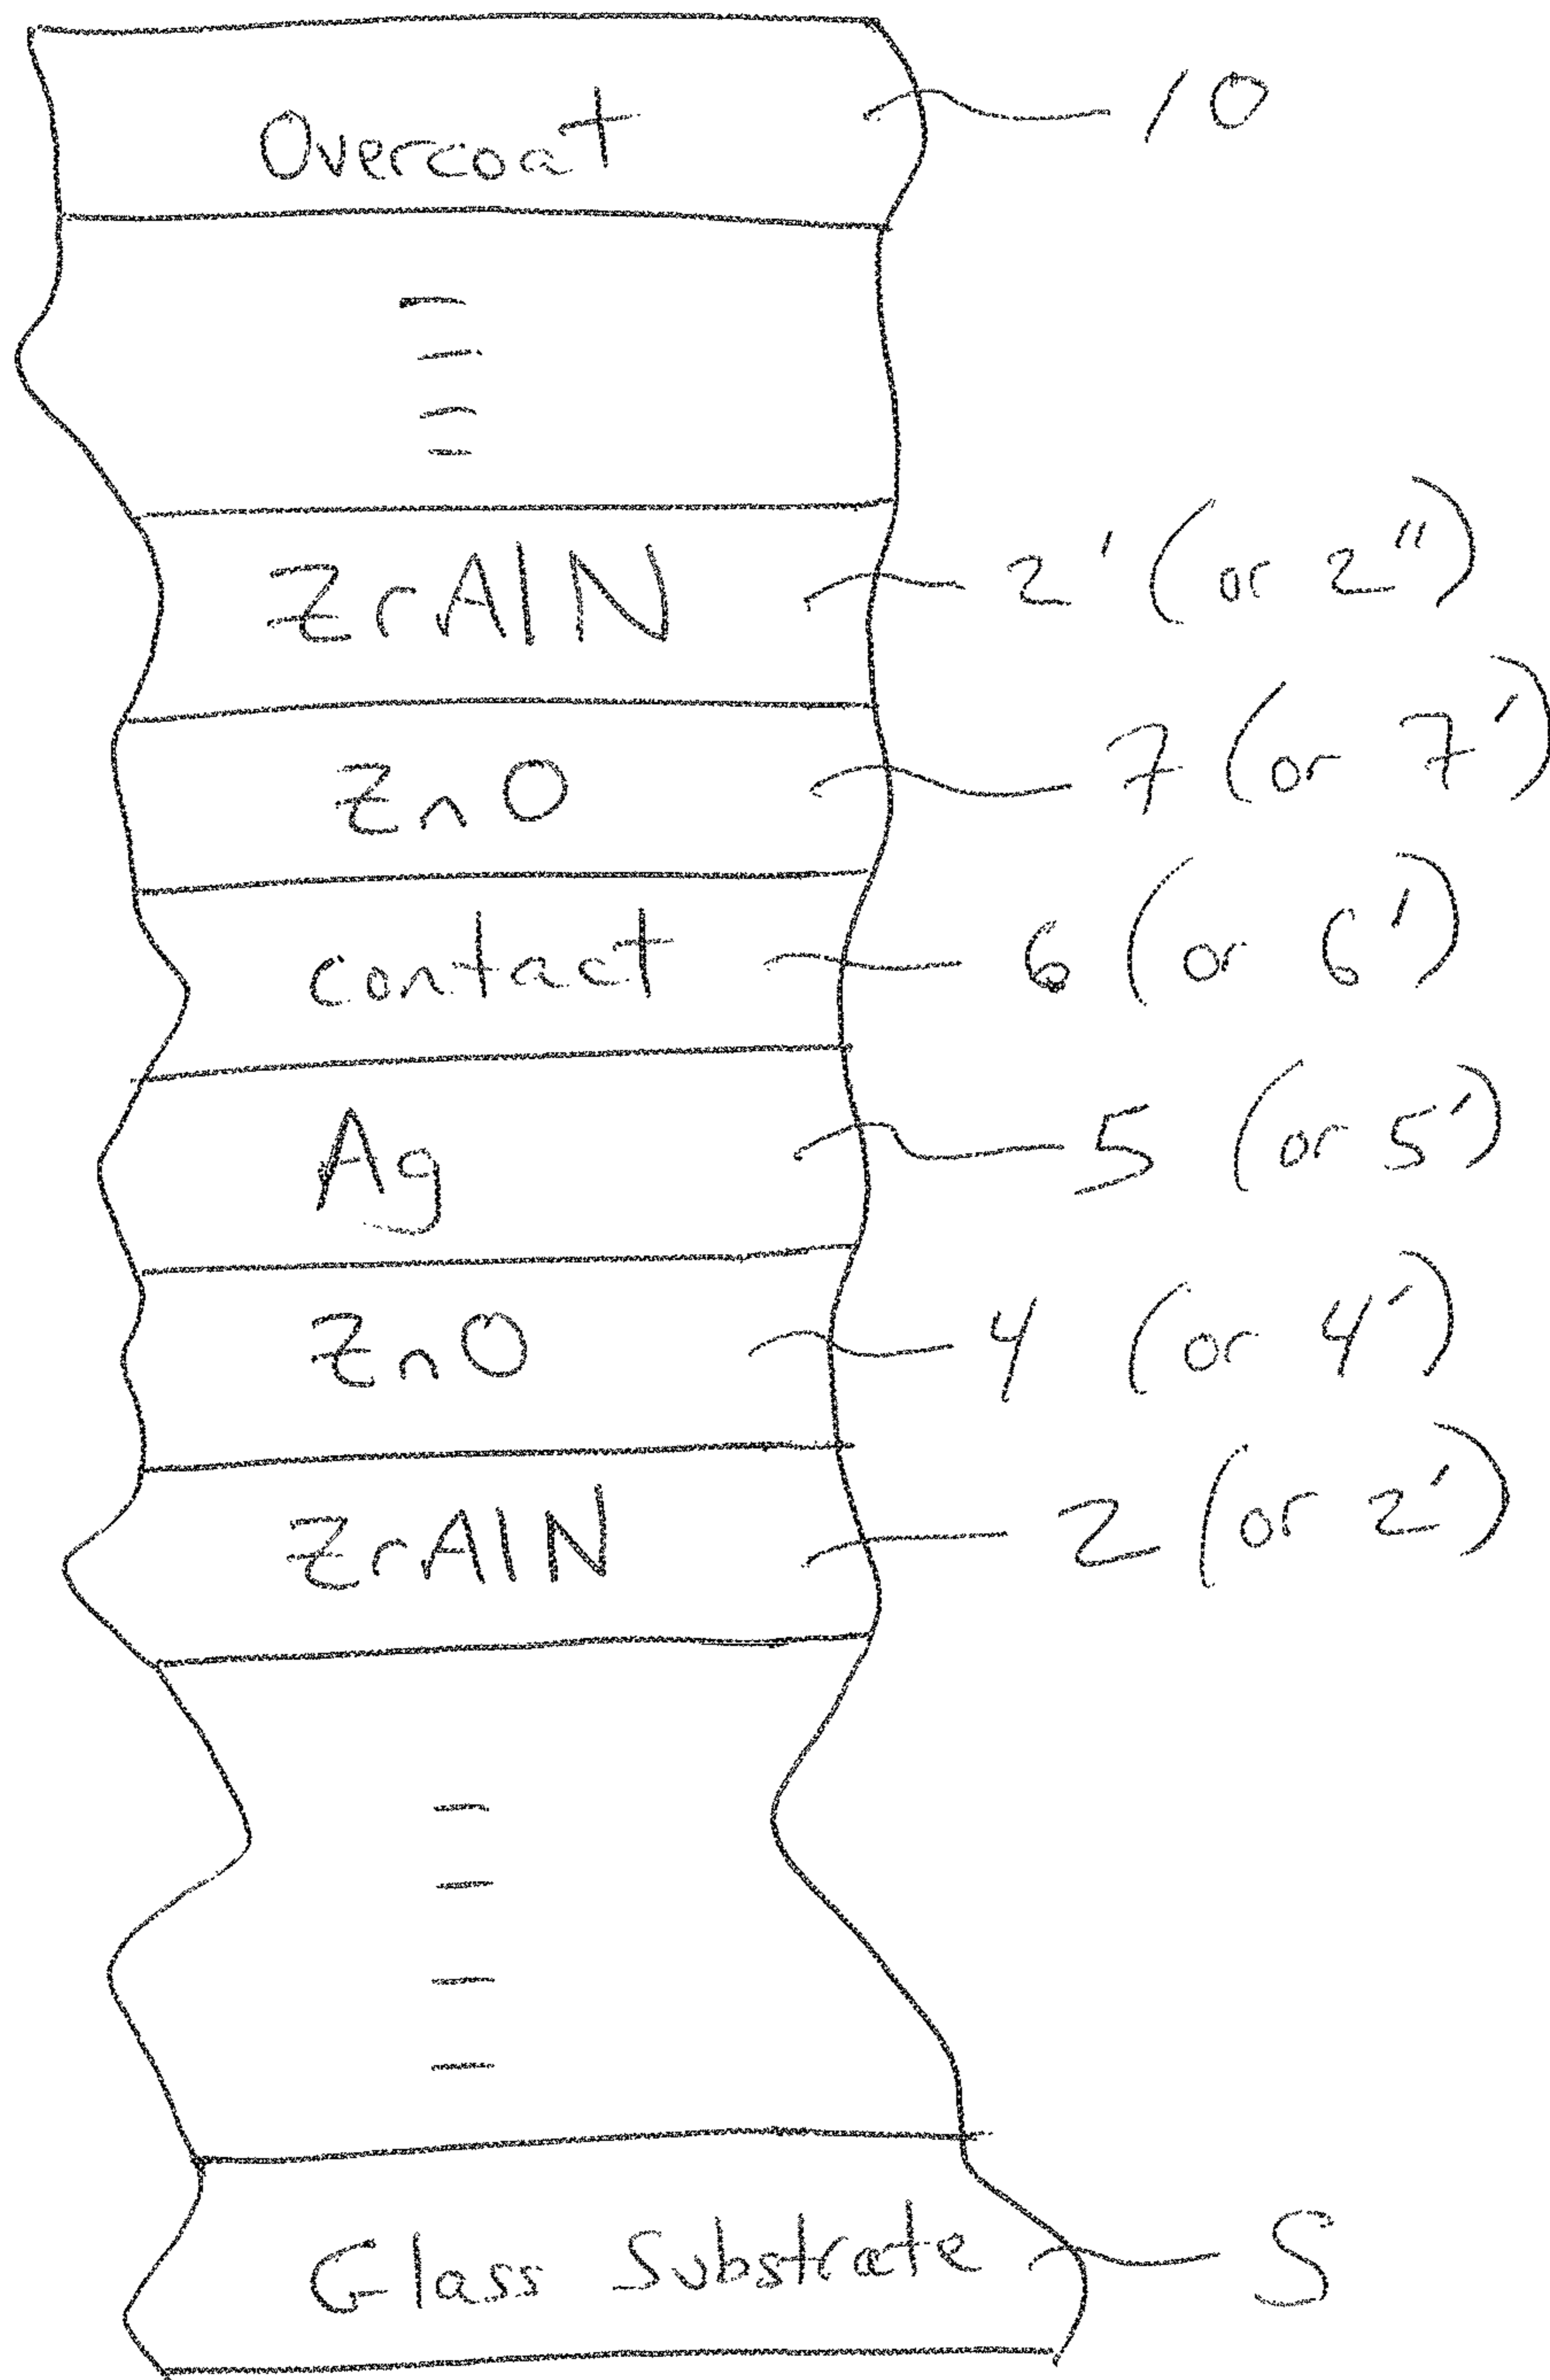 Overcoat 10
ZrAlN 2' (or 2")
ZnO 7 (or 7')
contact 6 (or 6')
Ag 5 (or 5')
ZnO 4 (or 4')
ZrAlN 2 (or 2')
Glass Substrate S